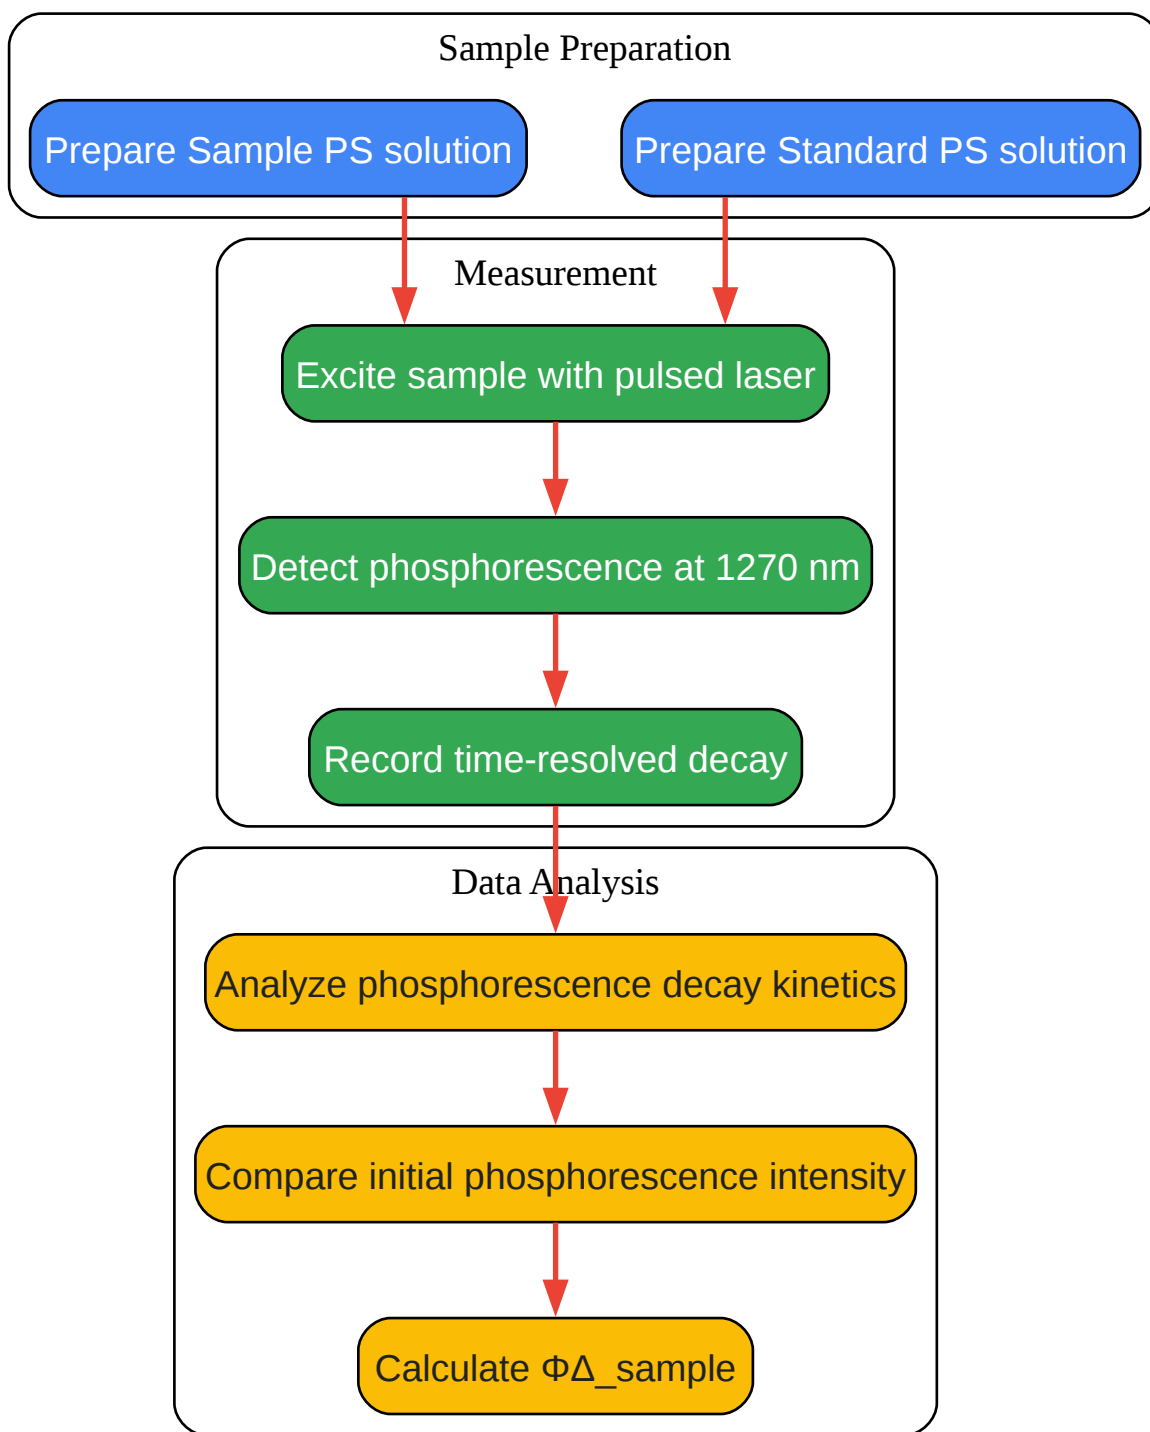 Sample Preparation
Prepare Sample PS solution
Prepare Standard PS solution
Measurement
Excite sample with pulsed laser
Detect phosphorescence at 1270 nm
Record time-resolved decay
Data Analysis
Analyze phosphorescence decay kinetics
Compare initial phosphorescence intensity
Calculate ΦΔ_sample